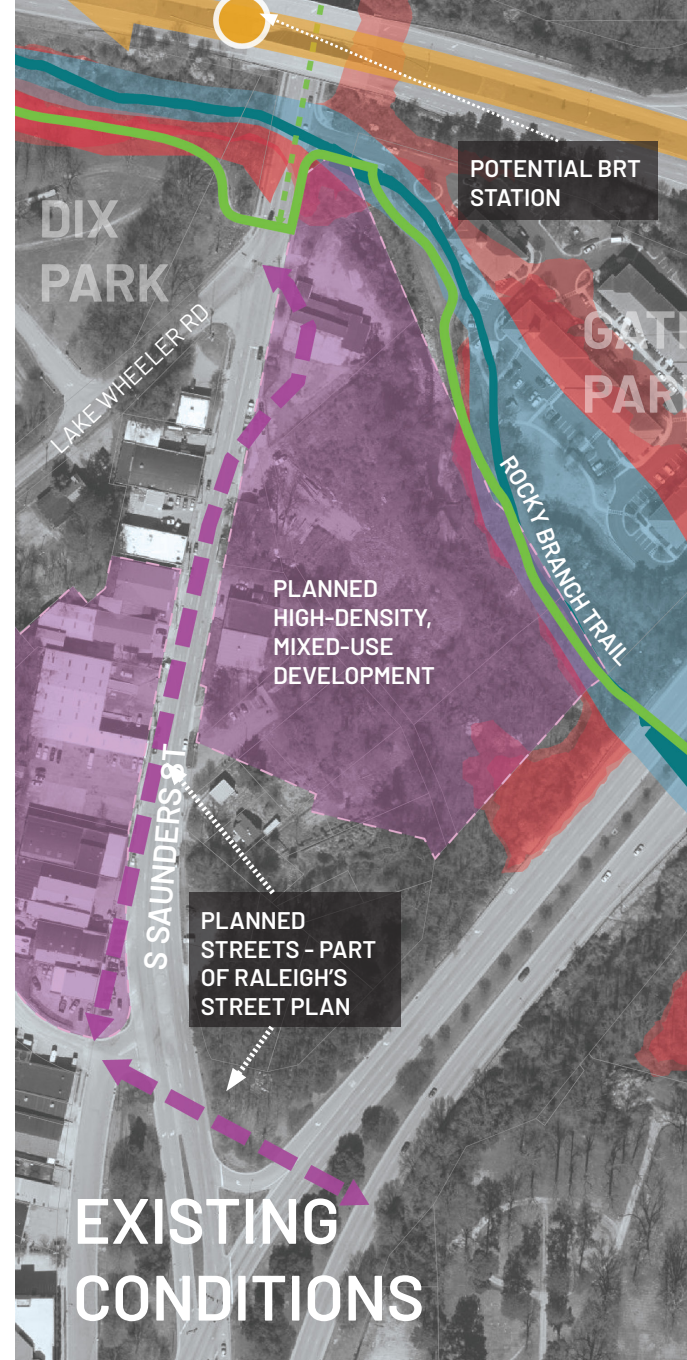 POTENTIAL BRT
STATION
DIX
PARK
LAKE WHEELER RD
ROCKY BRANCH TRAIL
PLANNED
HIGH-DENSITY,
MIXED-USE
DEVELOPMENT
S SAUNDERS ST
PLANNED
STREETS - PART
OF RALEIGH'S
STREET PLAN
EXISTING
CONDITIONS